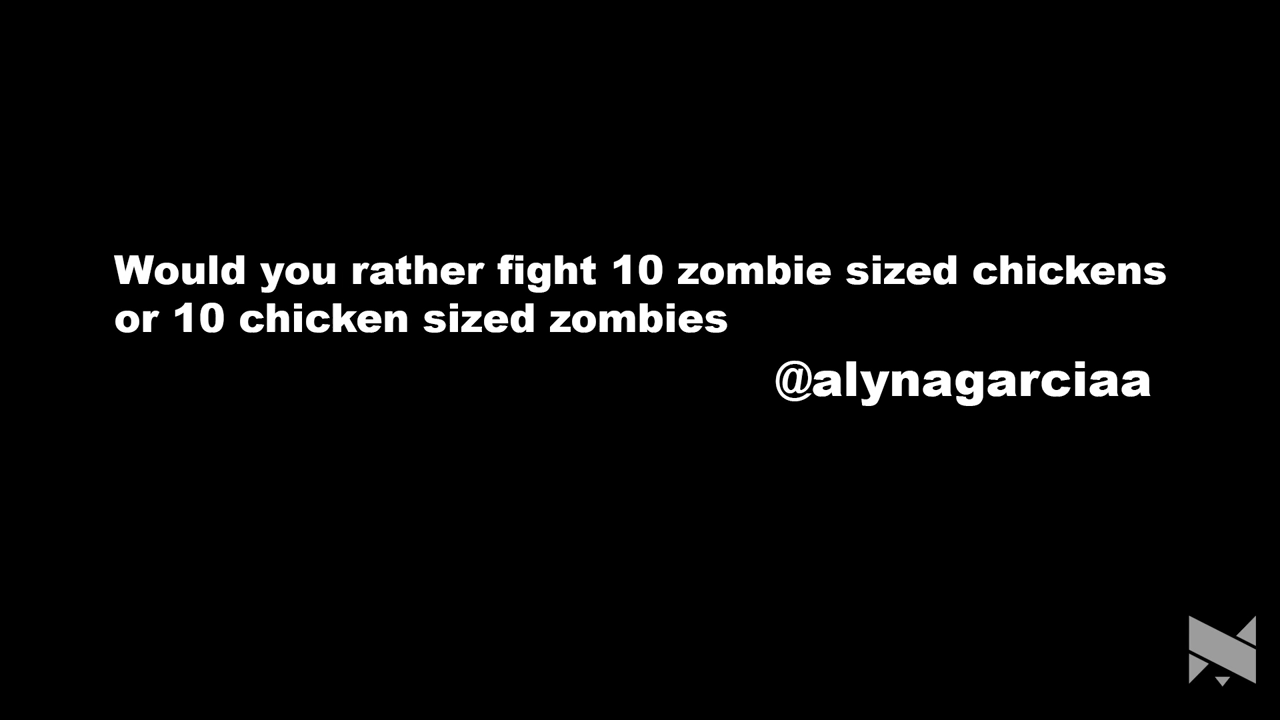 Would you rather fight 10 zombie sized chickens
or 10 chicken sized zombies
@alynagarciaa